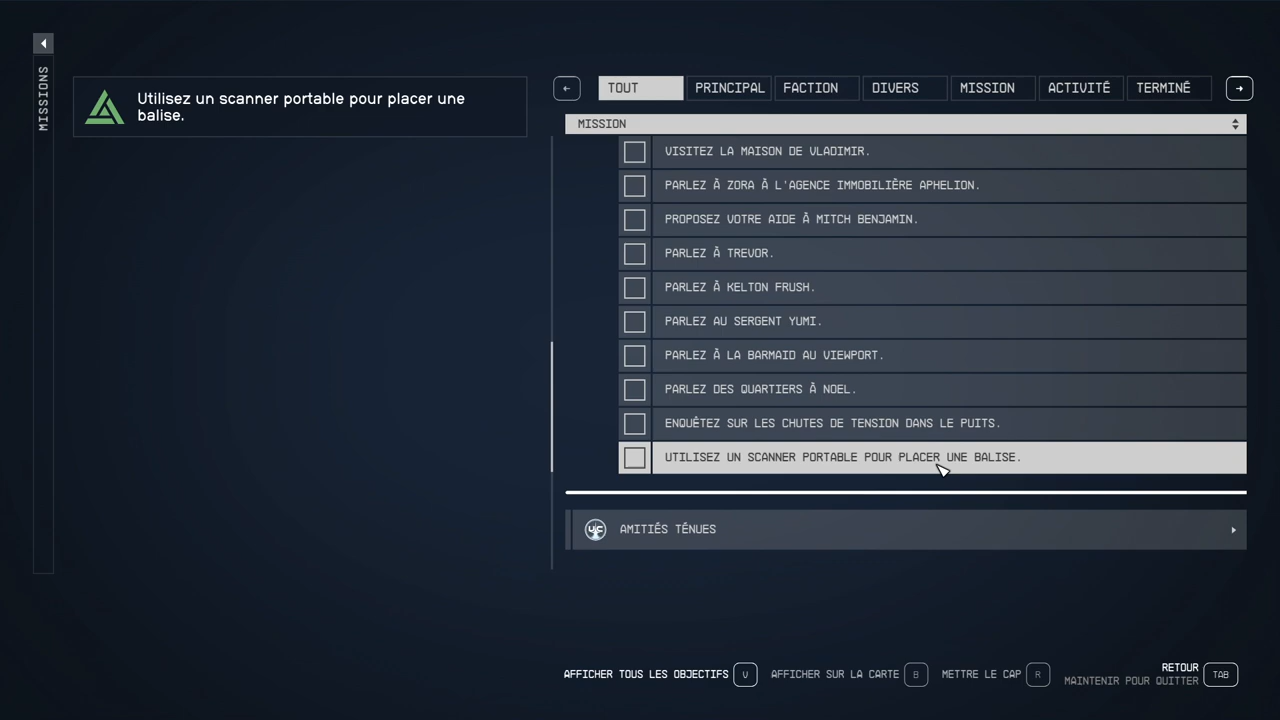 MISSIONS
Utilisez un scanner portable pour placer une
balise.
TOUT
PRINCIPAL
FACTION
DIVERS
MISSION
ACTIVITÉ
TERMINÉ
MISSION
VISITEZ LA MAISON DE VLADIMIR.
PARLEZ À ZORA À L'AGENCE IMMOBILIÈRE APHELION.
PROPOSEZ VOTRE AIDE À MITCH BENJAMIN.
PARLEZ À TREVOR.
PARLEZ À KELTON FRUSH.
PARLEZ AU SERGENT YUMI.
PARLEZ À LA BARMAID AU VIEWPORT.
PARLEZ DES QUARTIERS À NOEL.
ENQUÊTEZ SUR LES CHUTES DE TENSION DANS LE PUITS.
UTILISEZ UN SCANNER PORTABLE POUR PLACER UNE BALISE.
UC
AMITIÉS TÉNUES
AFFICHER TOUS LES OBJECTIFS V
AFFICHER SUR LA CARTE B
METTRE LE CAP R
RETOUR
MAINTENIR POUR QUITTER
TAB